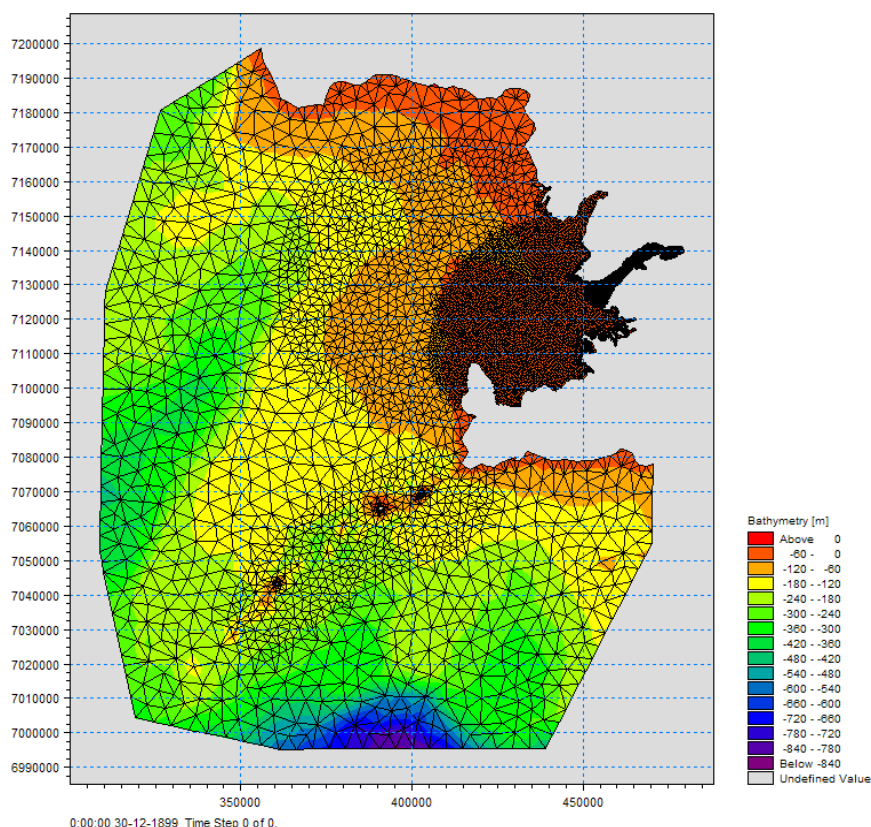 7200000
7190000
7180000
7170000
7160000
7150000
7140000
7130000
7120000
7110000
7100000
7090000
7080000
7070000
7060000
7050000
7040000
7030000
7020000
7010000
7000000
6990000
350000 400000 450000
0:00:00 30-12-1899 Time Step 0 of 0.
Bathymetry [m]
Above 0
-60 - 0
-120 - -60
-180 - -120
-240 - -180
-300 - -240
-360 - -300
-420 - -360
-480 - -420
-540 - -480
-600 - -540
-660 - -600
-720 - -660
-780 - -720
-840 - -780
Below -840
Undefined Value